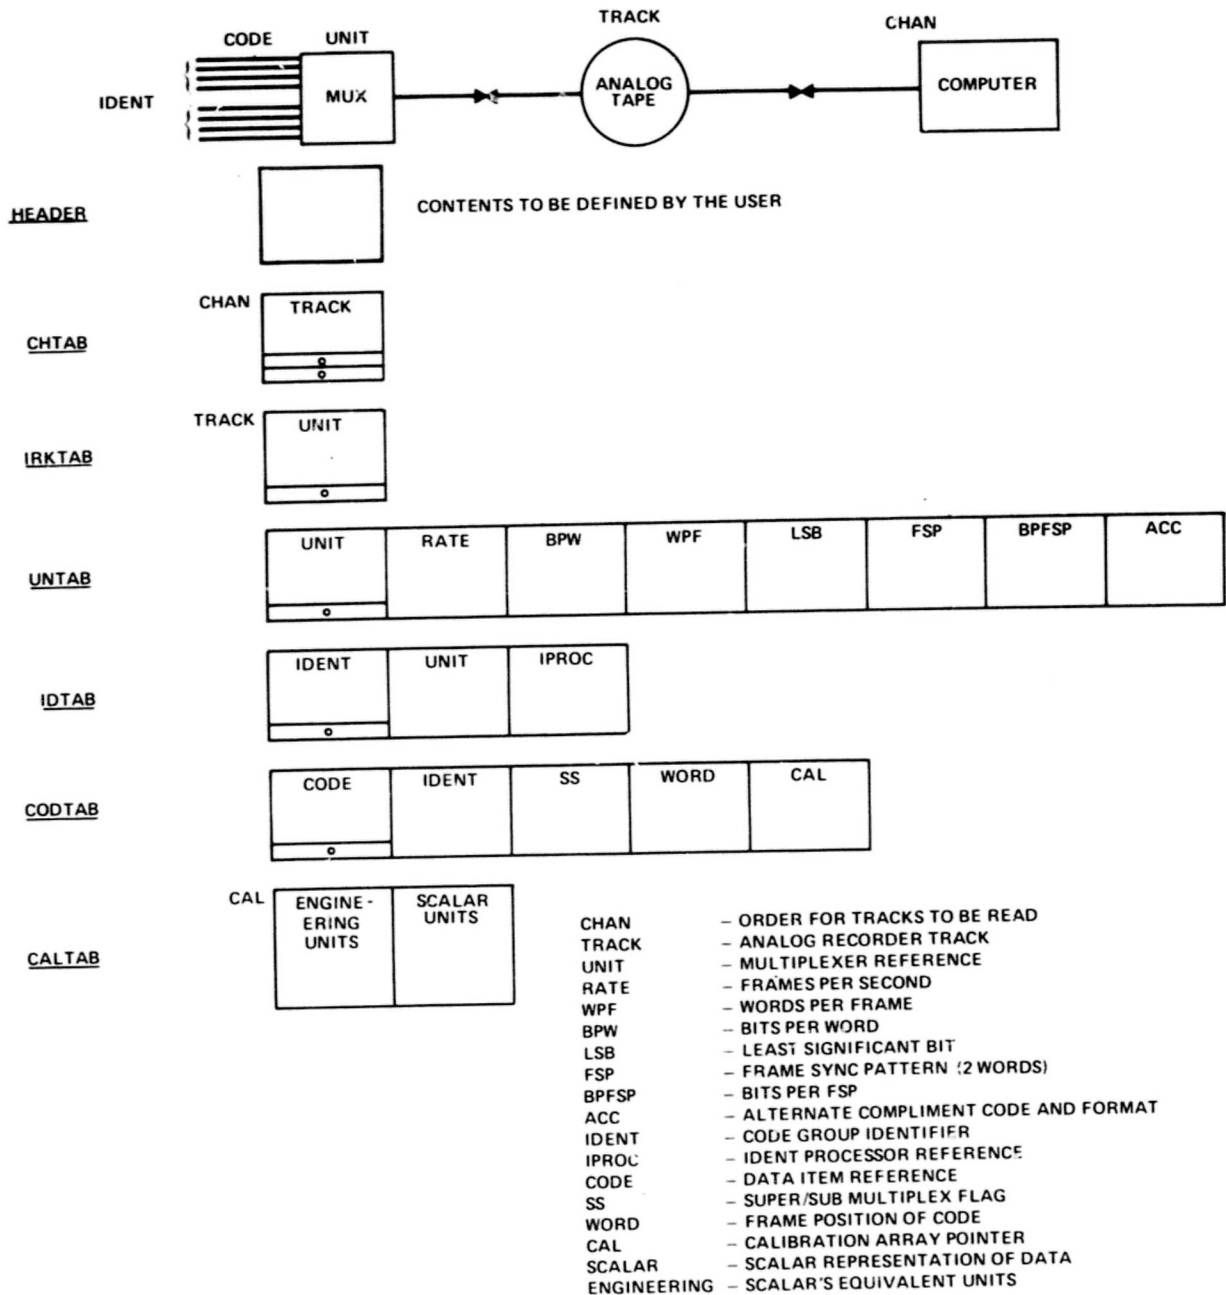 TRACK
CHAN
CODE UNIT
IDENT
MUX
ANALOG
TAPE
COMPUTER
HEADER
CONTENTS TO BE DEFINED BY THE USER
CHAN
TRACK
CHTAB
TRACK
UNIT
IRKTAB
UNIT RATE BPW WPF LSB FSP BPFSP ACC
UNTAB
IDENT UNIT IPROC
IDTAB
CODE IDENT SS WORD CAL
CODTAB
CAL
ENGINE-
ERING
UNITS
SCALAR
UNITS
CALTAB
CHAN – ORDER FOR TRACKS TO BE READ
TRACK – ANALOG RECORDER TRACK
UNIT – MULTIPLEXER REFERENCE
RATE – FRAMES PER SECOND
WPF – WORDS PER FRAME
BPW – BITS PER WORD
LSB – LEAST SIGNIFICANT BIT
FSP – FRAME SYNC PATTERN (2 WORDS)
BPFSP – BITS PER FSP
ACC – ALTERNATE COMPLIMENT CODE AND FORMAT
IDENT – CODE GROUP IDENTIFIER
IPROC – IDENT PROCESSOR REFERENCE
CODE – DATA ITEM REFERENCE
SS – SUPER/SUB MULTIPLEX FLAG
WORD – FRAME POSITION OF CODE
CAL – CALIBRATION ARRAY POINTER
SCALAR – SCALAR REPRESENTATION OF DATA
ENGINEERING – SCALAR'S EQUIVALENT UNITS